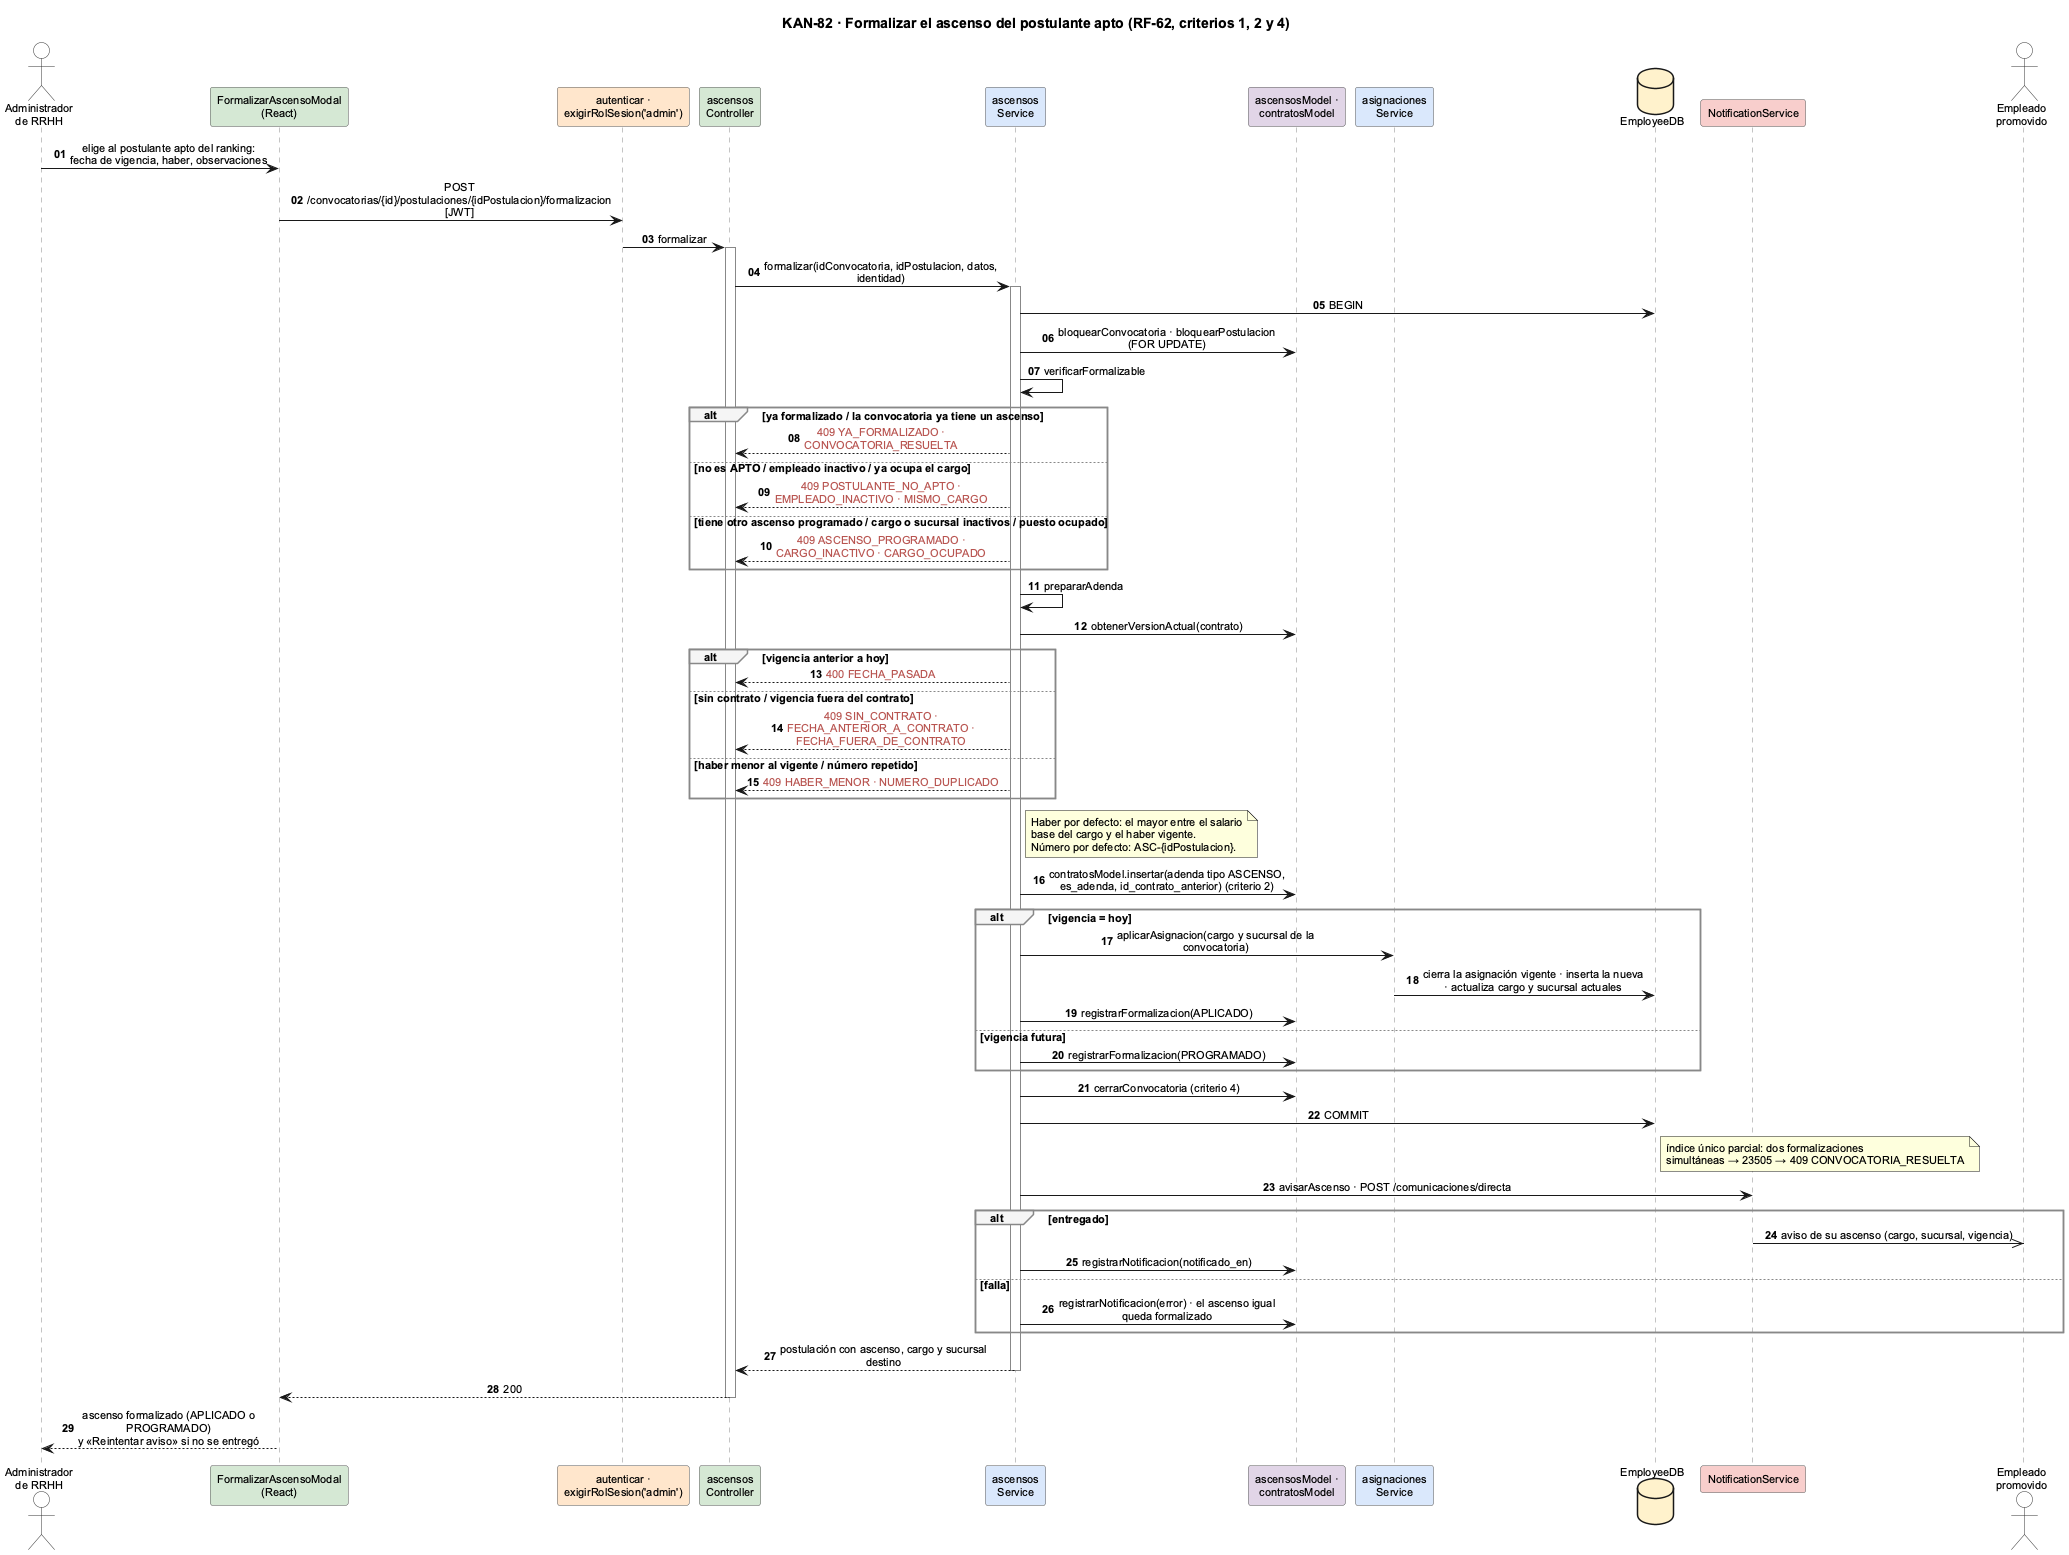 KAN-82 · Formalizar el ascenso del postulante apto (RF-62, criterios 1, 2 y 4)
Administrador
de RRHH
FormalizarAscensoModal
(React)
autenticar ·
exigirRolSesion('admin')
ascensos
Controller
ascensos
Service
ascensosModel ·
contratosModel
asignaciones
Service
EmployeeDB
NotificationService
Empleado
promovido
01 elige al postulante apto del ranking:
fecha de vigencia, haber, observaciones
POST
02 /convocatorias/{id}/postulaciones/{idPostulacion}/formalizacion
[JWT]
03 formalizar
04 formalizar(idConvocatoria, idPostulacion, datos,
identidad)
05 BEGIN
06 bloquearConvocatoria · bloquearPostulacion
(FOR UPDATE)
07 verificarFormalizable
alt [ya formalizado / la convocatoria ya tiene un ascenso]
08 409 YA_FORMALIZADO ·
CONVOCATORIA_RESUELTA
[no es APTO / empleado inactivo / ya ocupa el cargo]
09 409 POSTULANTE_NO_APTO ·
EMPLEADO_INACTIVO · MISMO_CARGO
[tiene otro ascenso programado / cargo o sucursal inactivos / puesto ocupado]
10 409 ASCENSO_PROGRAMADO ·
CARGO_INACTIVO · CARGO_OCUPADO
11 prepararAdenda
12 obtenerVersionActual(contrato)
alt [vigencia anterior a hoy]
13 400 FECHA_PASADA
[sin contrato / vigencia fuera del contrato]
409 SIN_CONTRATO ·
14 FECHA_ANTERIOR_A_CONTRATO ·
FECHA_FUERA_DE_CONTRATO
[haber menor al vigente / número repetido]
15 409 HABER_MENOR · NUMERO_DUPLICADO
Haber por defecto: el mayor entre el salario
base del cargo y el haber vigente.
Número por defecto: ASC-{idPostulacion}.
16 contratosModel.insertar(adenda tipo ASCENSO,
es_adenda, id_contrato_anterior) (criterio 2)
alt [vigencia = hoy]
17 aplicarAsignacion(cargo y sucursal de la
convocatoria)
18 cierra la asignación vigente · inserta la nueva
· actualiza cargo y sucursal actuales
19 registrarFormalizacion(APLICADO)
[vigencia futura]
20 registrarFormalizacion(PROGRAMADO)
21 cerrarConvocatoria (criterio 4)
22 COMMIT
índice único parcial: dos formalizaciones
simultáneas → 23505 → 409 CONVOCATORIA_RESUELTA
23 avisarAscenso · POST /comunicaciones/directa
alt [entregado]
24 aviso de su ascenso (cargo, sucursal, vigencia)
25 registrarNotificacion(notificado_en)
[falla]
26 registrarNotificacion(error) · el ascenso igual
queda formalizado
27 postulación con ascenso, cargo y sucursal
destino
28 200
ascenso formalizado (APLICADO o
29 PROGRAMADO)
y «Reintentar aviso» si no se entregó
Administrador
de RRHH
FormalizarAscensoModal
(React)
autenticar ·
exigirRolSesion('admin')
ascensos
Controller
ascensos
Service
ascensosModel ·
contratosModel
asignaciones
Service
EmployeeDB
NotificationService
Empleado
promovido